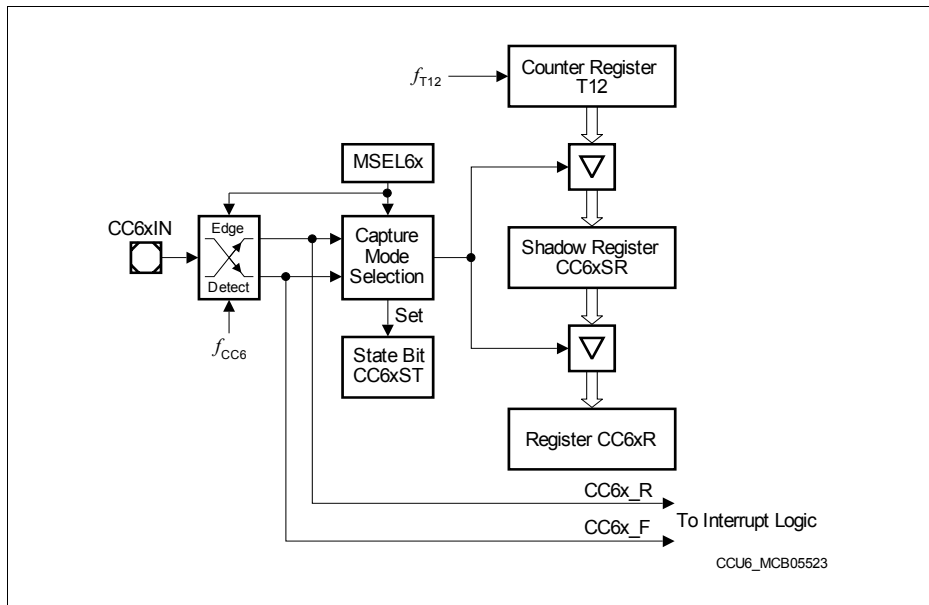 Counter Register
T12
fT12
MSEL6x
CC6xIN
Edge
Detect
Capture
Mode
Selection
Shadow Register
CC6xSR
fCC6
Set
State Bit
CC6xST
Register CC6xR
CC6x_R
CC6x_F
To Interrupt Logic
CCU6_MCB05523